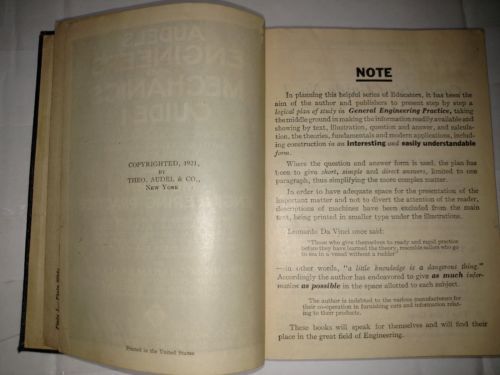 COPYRIGHTED, 1921,
BY
THEO. AUDEL & CO.,
NEW YORK
Printed in the United States
NOTE
In planning this helpful series of Educators, it has been the
aim of the author and publishers to present step by step a
logical plan of study in General Engineering Practice, taking
the middle ground in making the information readily available and
showing by text, illustration, question and answer, and calcula-
tion, the theories, fundamentals and modern applications, includ-
ing construction in an interesting and easily understandable
form.
Where the question and answer form is used, the plan has
been to give short, simple and direct answers, limited to one
paragraph, thus simplifying the more complex matter.
In order to have adequate space for the presentation of the
important matter and not to divert the attention of the reader,
descriptions of machines have been excluded from the main
text, being printed in smaller type under the illustrations.
Leonardo Da Vinci once said:
"Those who give themselves to ready and rapid practice
before they have learned the theory, resemble sailors who go
to sea in a vessel without a rudder"
—in other words, "a little knowledge is a dangerous thing."
Accordingly the author has endeavored to give as much infor-
mation as possible in the space allotted to each subject.
The author is indebted to the various manufacturers for
their co-operation in furnishing cuts and information relat-
ing to their products.
These books will speak for themselves and will find their
place in the great field of Engineering.